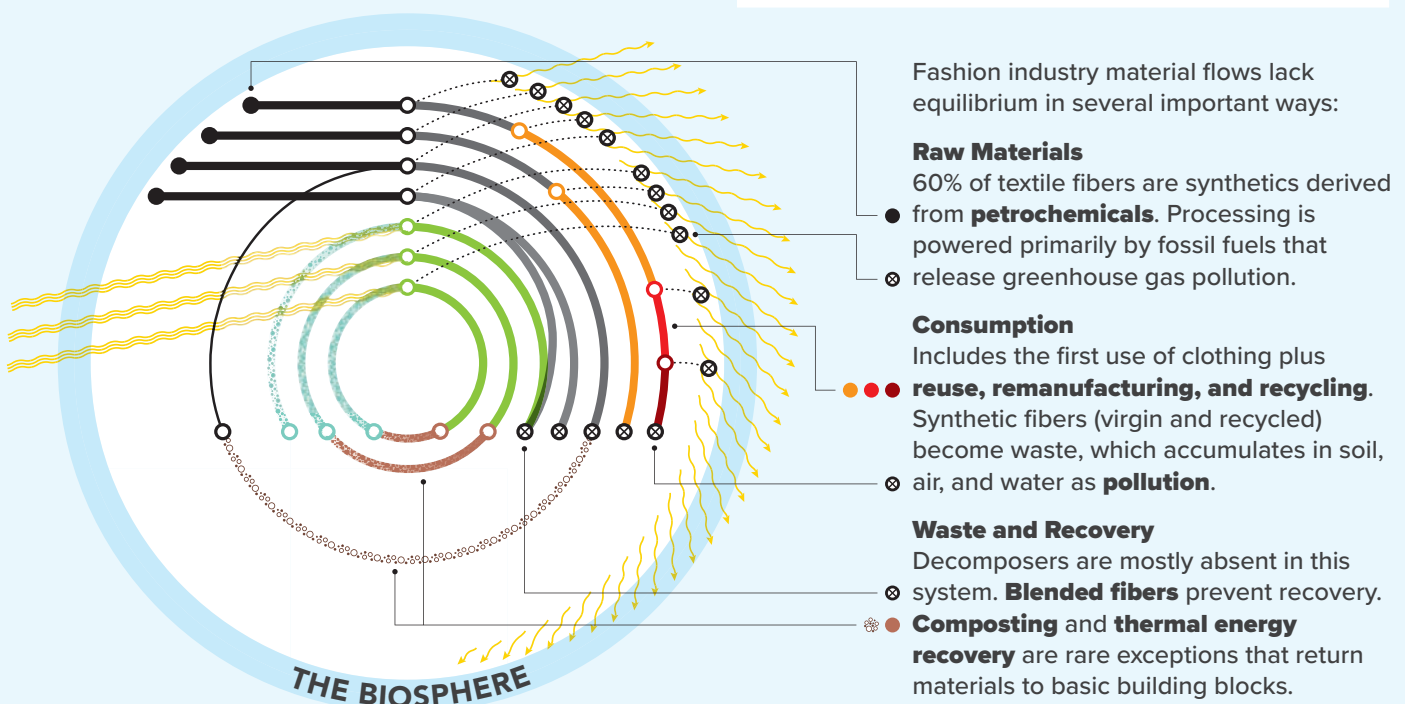 Fashion industry material flows lack
equilibrium in several important ways:
Raw Materials
60% of textile fibers are synthetics derived
from petrochemicals. Processing is
powered primarily by fossil fuels that
release greenhouse gas pollution.
Consumption
Includes the first use of clothing plus
reuse, remanufacturing, and recycling.
Synthetic fibers (virgin and recycled)
become waste, which accumulates in soil,
air, and water as pollution.
Waste and Recovery
Decomposers are mostly absent in this
system. Blended fibers prevent recovery.
Composting and thermal energy
recovery are rare exceptions that return
materials to basic building blocks.
THE BIOSPHERE